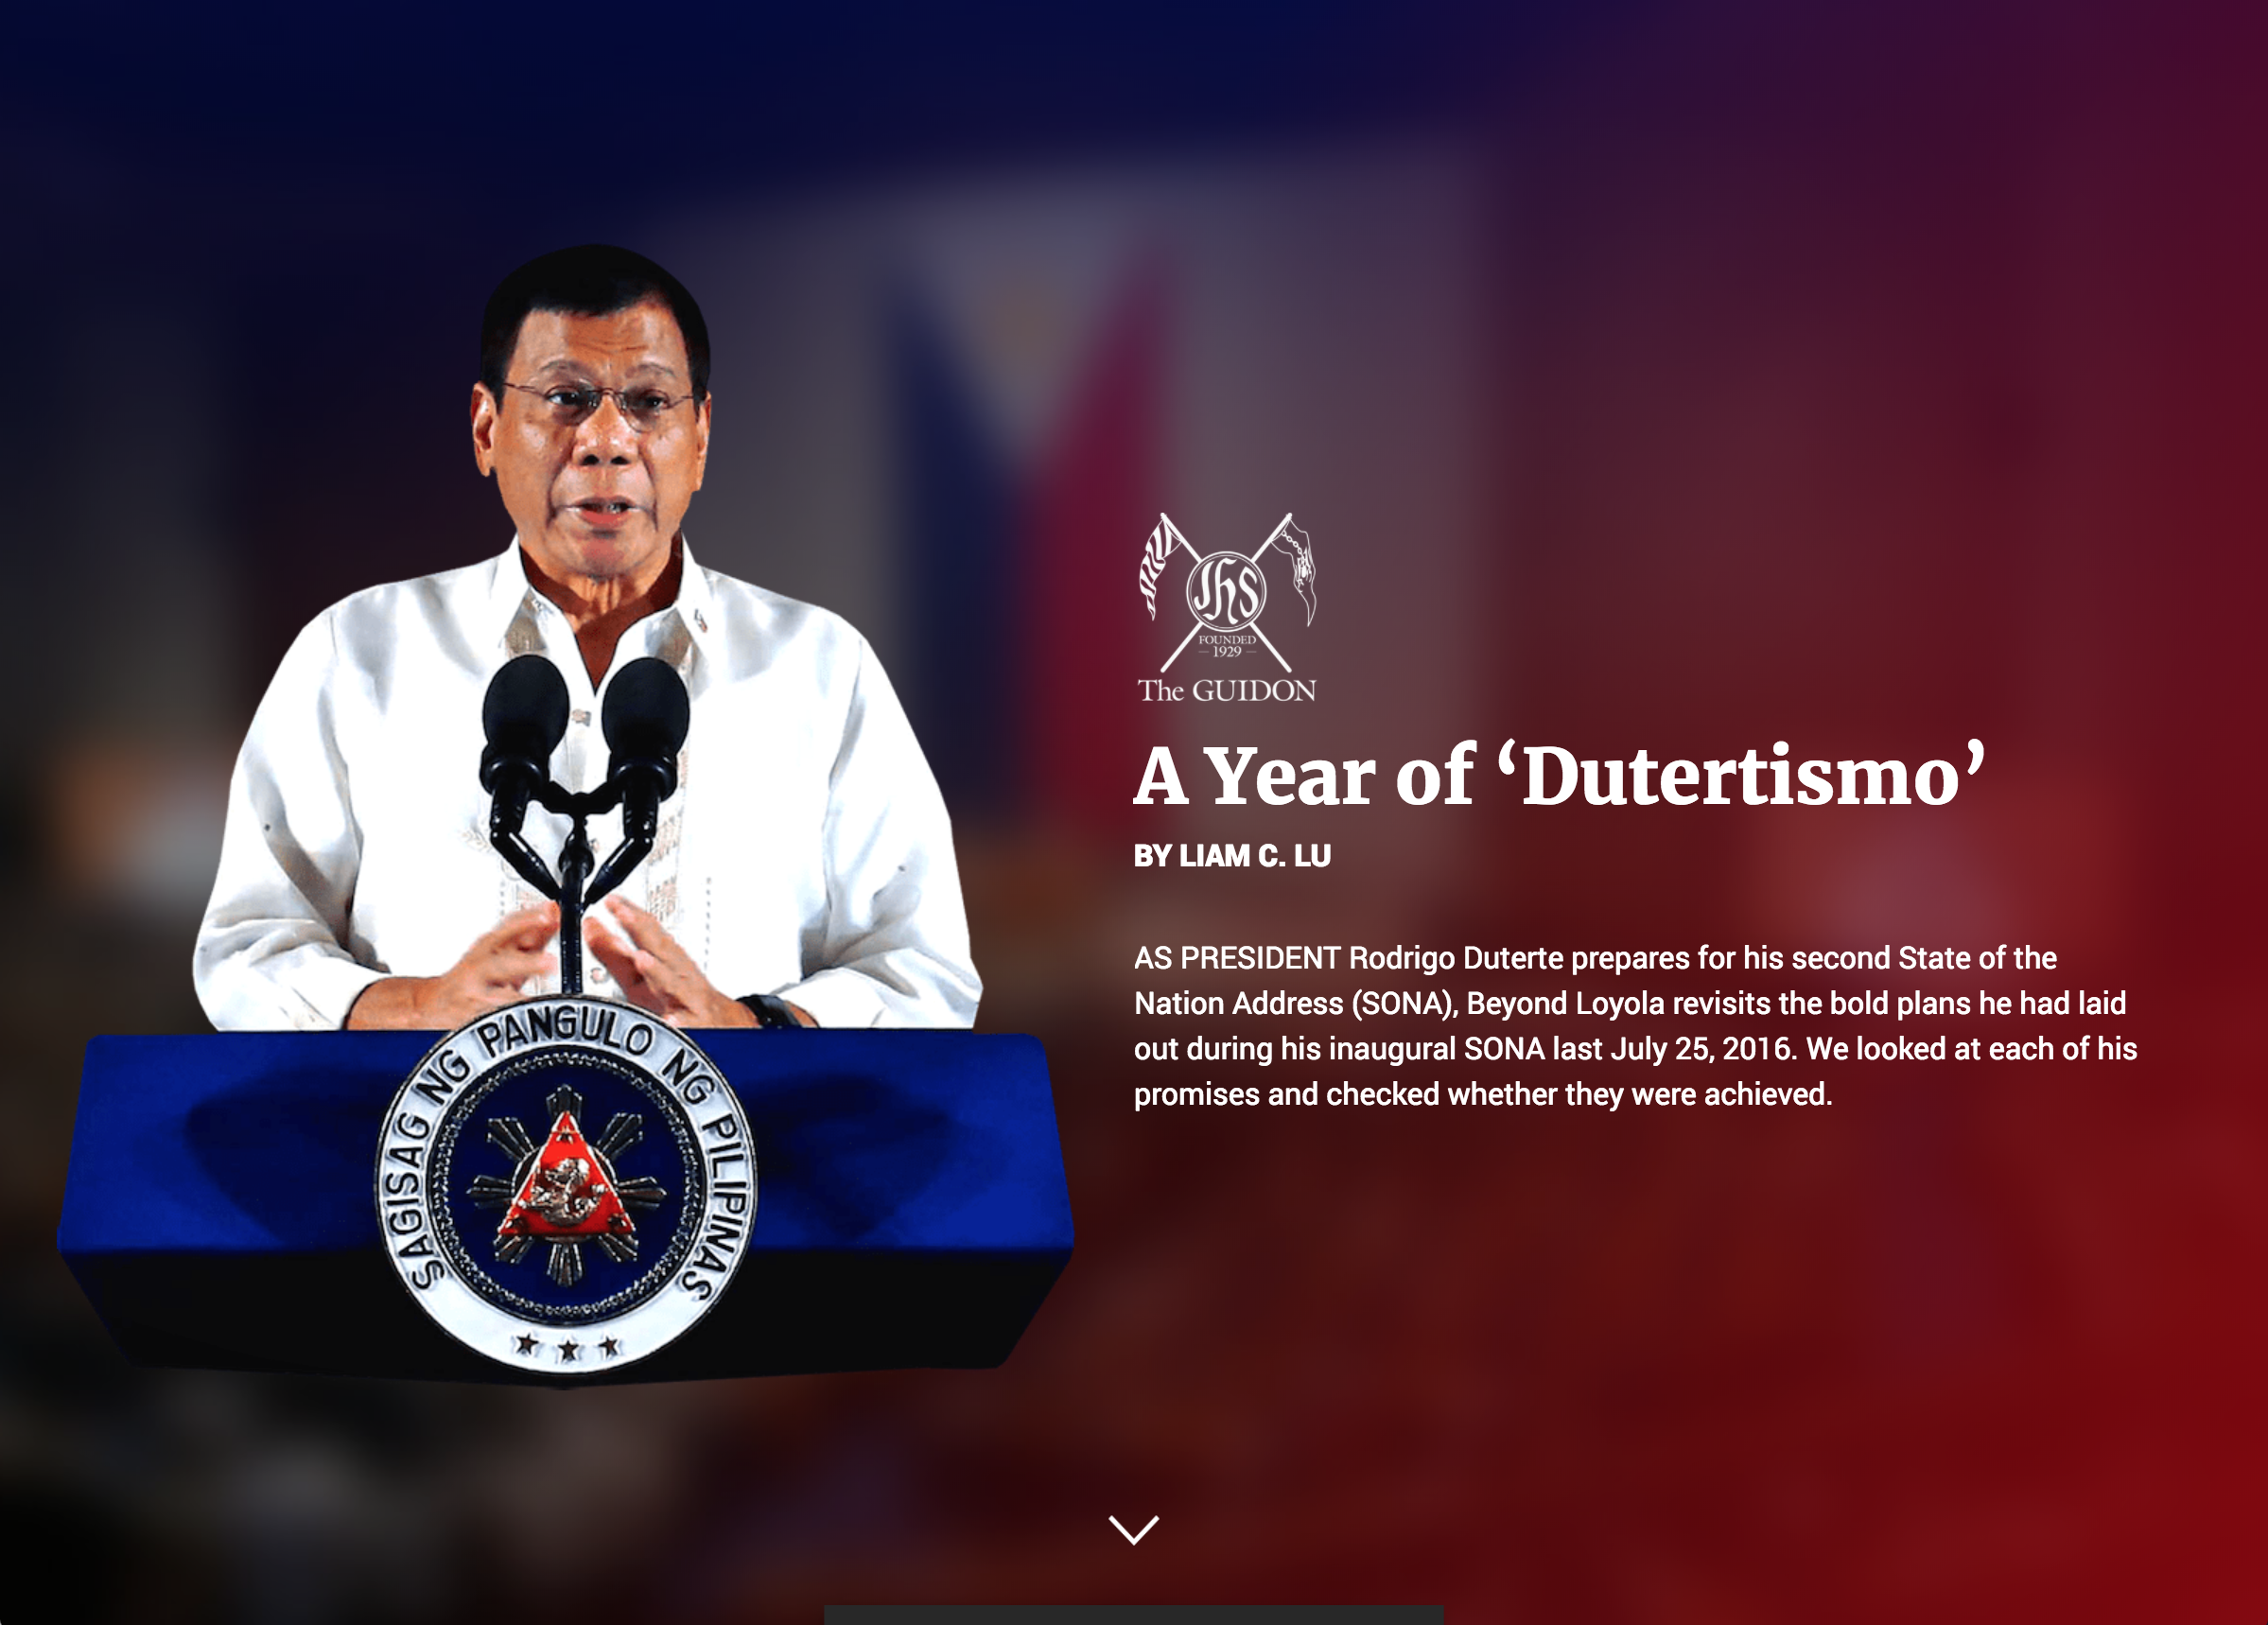 SAGISAG NG PANGULO NG PILIPINAS
Jhs
FOUNDED
1929
The GUIDON
A Year of ‘Dutertismo’
BY LIAM C. LU
AS PRESIDENT Rodrigo Duterte prepares for his second State of the
Nation Address (SONA), Beyond Loyola revisits the bold plans he had laid
out during his inaugural SONA last July 25, 2016. We looked at each of his
promises and checked whether they were achieved.